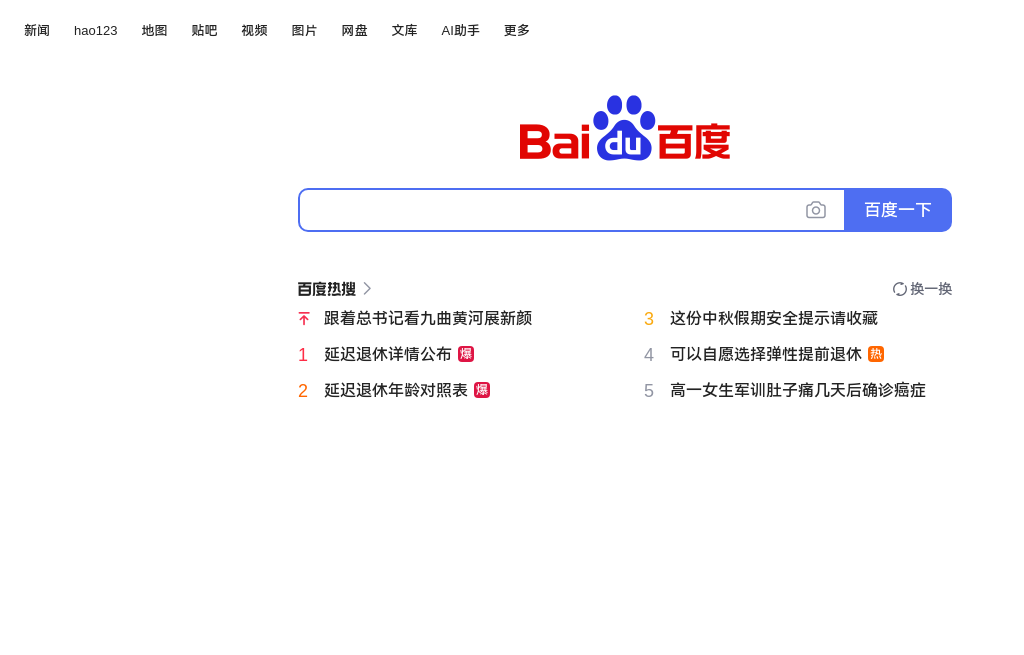 新闻 hao123 地图 贴吧 视频 图片 网盘 文库 AI助手 更多
Bai du 百度
百度一下
百度热搜 换一换
跟着总书记看九曲黄河展新颜
1 延迟退休详情公布 爆
2 延迟退休年龄对照表 爆
3 这份中秋假期安全提示请收藏
4 可以自愿选择弹性提前退休 热
5 高一女生军训肚子痛几天后确诊癌症